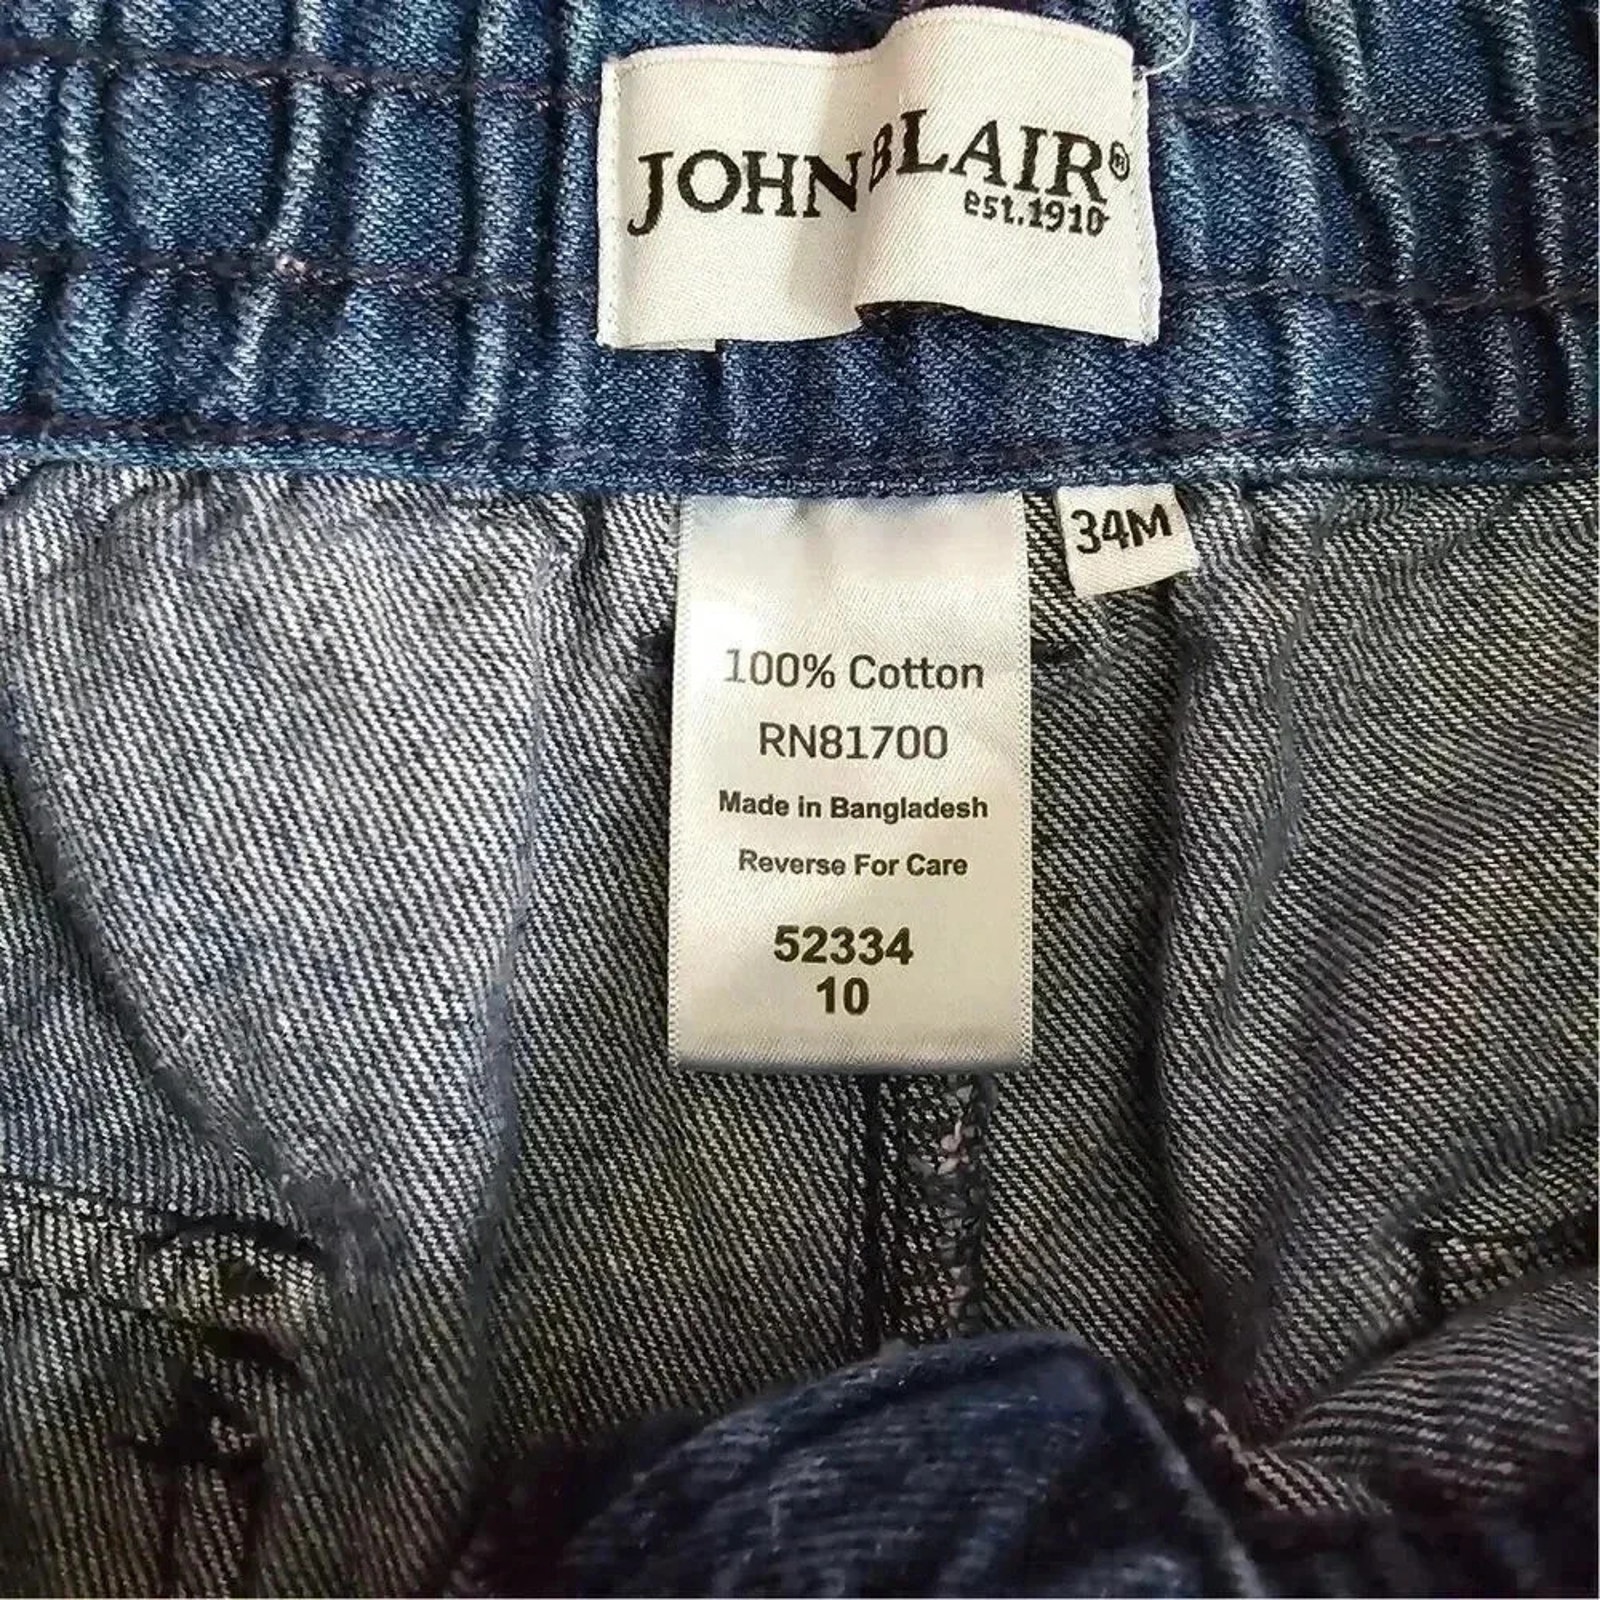 JOHN BLAIR®
est.1910
34M
100% Cotton
RN81700
Made in Bangladesh
Reverse For Care
52334
10